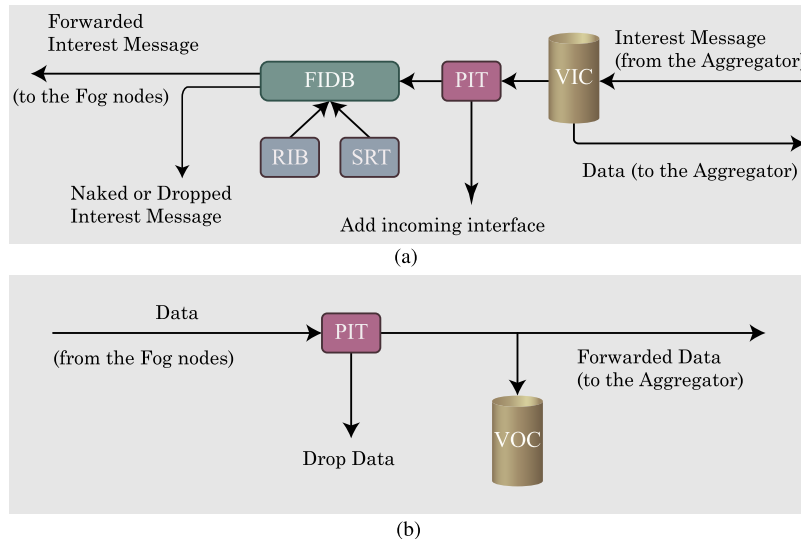 Forwarded
Interest Message
(to the Fog nodes)
FIDB
PIT
VIC
Interest Message
(from the Aggregator)
RIB
SRT
Data (to the Aggregator)
Naked or Dropped
Interest Message
Add incoming interface
(a)
Data
(from the Fog nodes)
PIT
Forwarded Data
(to the Aggregator)
VOC
Drop Data
(b)